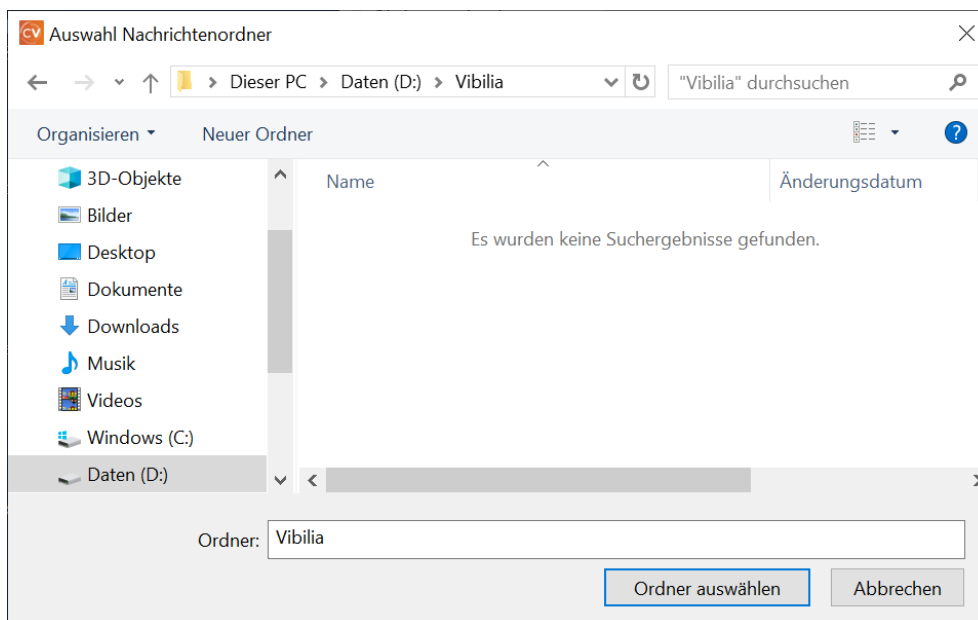 CV Auswahl Nachrichtenordner
Dieser PC > Daten (D:) > Vibilia
"Vibilia" durchsuchen
Organisieren
Neuer Ordner
?
3D-Objekte
Bilder
Desktop
Dokumente
Downloads
Musik
Videos
Windows (C:)
Daten (D:)
Name
Änderungsdatum
Es wurden keine Suchergebnisse gefunden.
Ordner: Vibilia
Ordner auswählen
Abbrechen